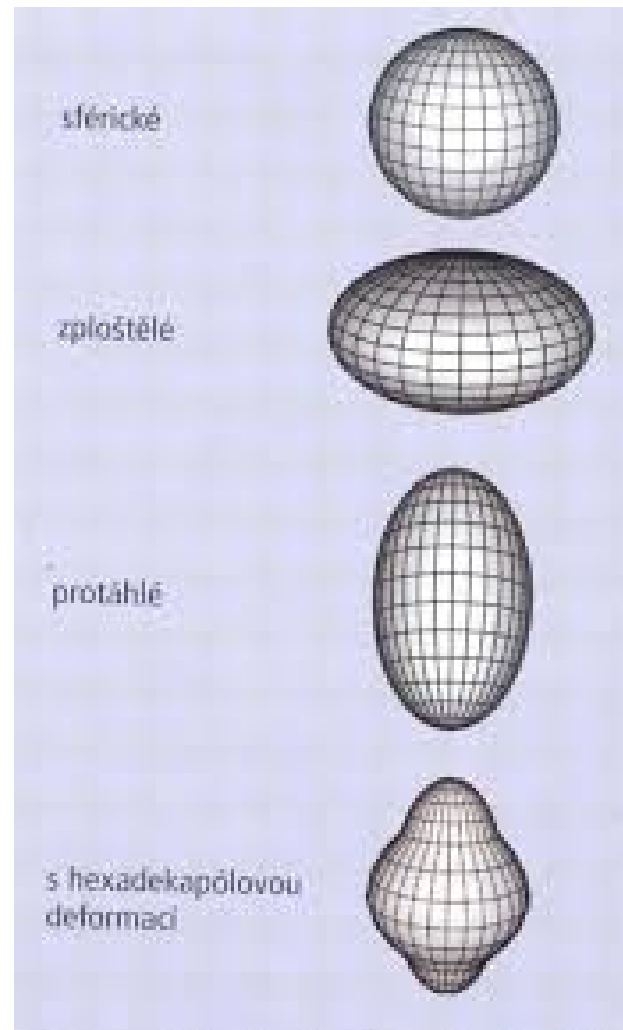 sférické
zploštělé
protáhlé
s hexadekapólovou
deformací